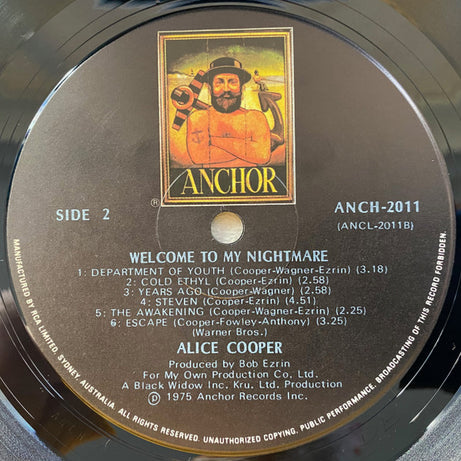 ANCHOR
®
SIDE 2
ANCH-2011
(ANCL-2011B)
WELCOME TO MY NIGHTMARE
1: DEPARTMENT OF YOUTH (Cooper-Wagner-Ezrin) (3.18)
2: COLD ETHYL (Cooper-Ezrin) (2.58)
3: YEARS AGO (Cooper-Wagner) (2.58)
4: STEVEN (Cooper-Ezrin) (4.51)
5: THE AWAKENING (Cooper-Wagner-Ezrin) (2.25)
6: ESCAPE (Cooper-Fowley-Anthony) (3.25)
(Warner Bros.)
ALICE COOPER
Produced by Bob Ezrin
For My Own Production Co. Ltd.
A Black Widow Inc. Kru. Ltd. Production
Ⓟ 1975 Anchor Records Inc.
MANUFACTURED BY RCA LIMITED, SYDNEY AUSTRALIA. ALL RIGHTS RESERVED. UNAUTHORIZED COPYING, PUBLIC PERFORMANCE, BROADCASTING OF THIS RECORD FORBIDDEN.